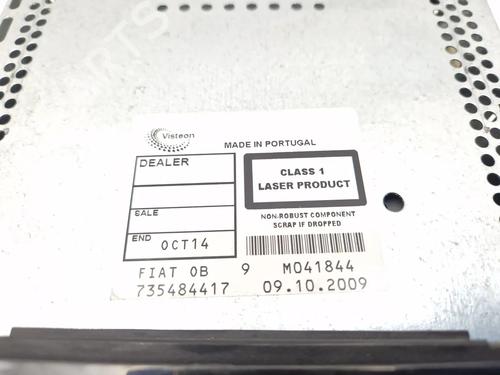 Visteon
MADE IN PORTUGAL
DEALER
CLASS 1
LASER PRODUCT
SALE
NON-ROBUST COMPONENT
SCRAP IF DROPPED
END OCT14
FIAT 0B 9 M041844
735484417 09.10.2009